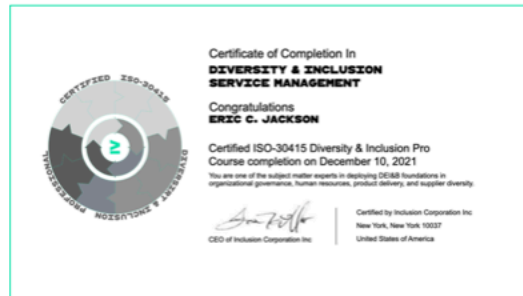 CERTIFIED ISO-30415
DIVERSITY & INCLUSION PROFESSIONAL
Certificate of Completion In
DIVERSITY & INCLUSION
SERVICE MANAGEMENT
Congratulations
ERIC C. JACKSON
Certified ISO-30415 Diversity & Inclusion Pro
Course completion on December 10, 2021
You are one of the subject matter experts in deploying DEI&B foundations in
organizational governance, human resources, product delivery, and supplier diversity.
CEO of Inclusion Corporation Inc
Certified by Inclusion Corporation Inc
New York, New York 10037
United States of America